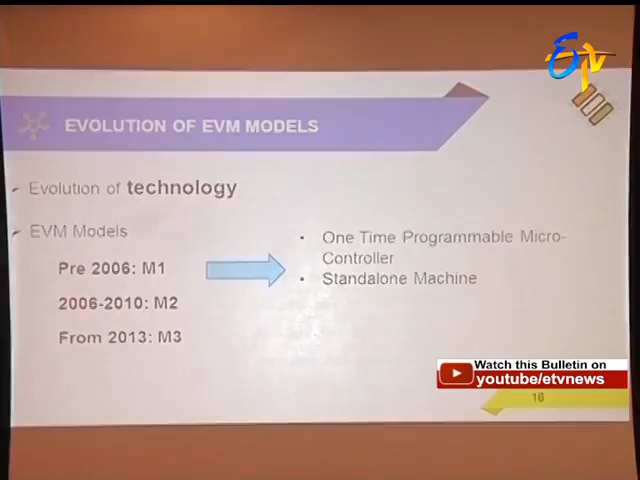 ETV
EVOLUTION OF EVM MODELS
Evolution of technology
EVM Models
Pre 2006: M1
2006-2010: M2
From 2013: M3
• One Time Programmable Micro-
Controller
• Standalone Machine
Watch this Bulletin on
youtube/etvnews
16